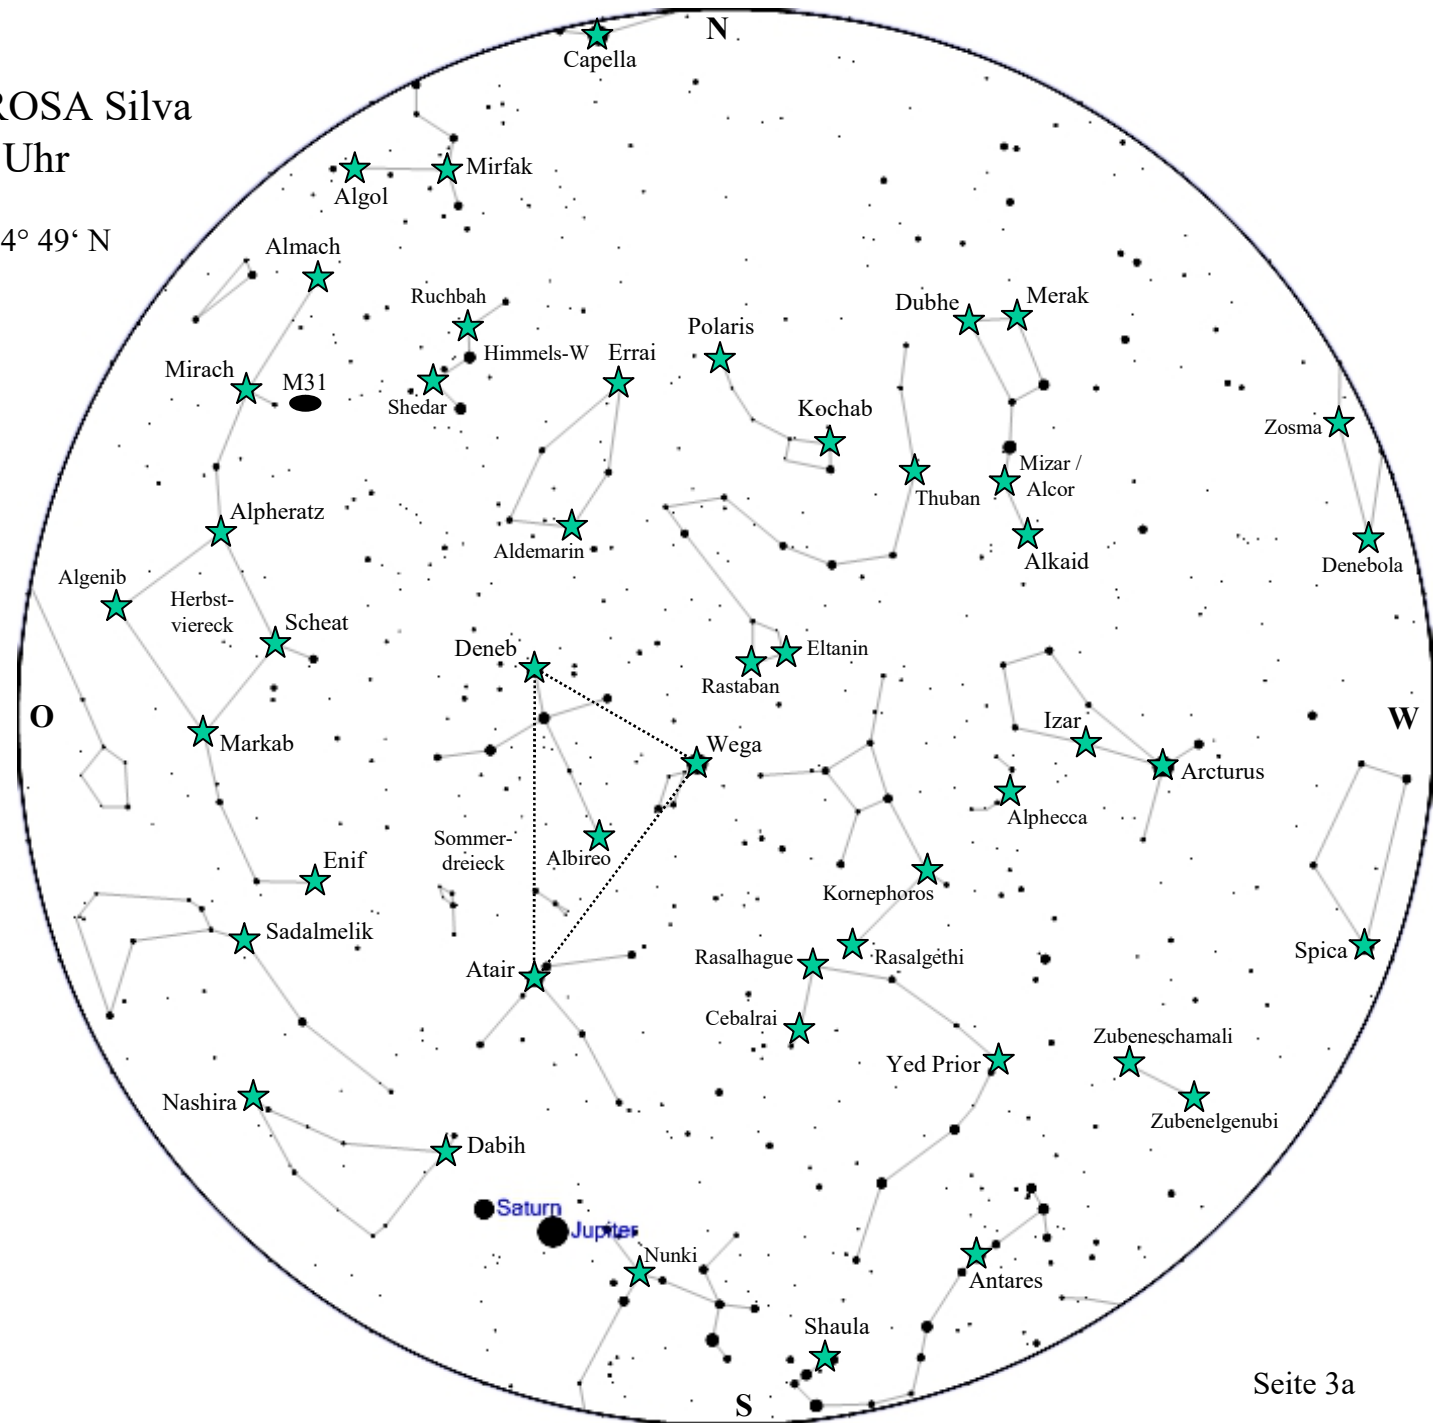 N
Capella
ROSA Silva
Uhr
Algol
Mirfak
4° 49‘ N
Almach
Ruchbah
Himmels-W
Errai
Polaris
Dubhe
Merak
Mirach
M31
Shedar
Kochab
Zosma
Mizar /
Alcor
Thuban
Alpheratz
Aldemarin
Alkaid
Denebola
Algenib
Herbst-
viereck
Scheat
Deneb
Eltanin
Rastaban
O
Markab
Wega
Izar
Arcturus
W
Alphecca
Sommer-
dreieck
Albireo
Enif
Kornephoros
Sadalmelik
Atair
Rasalhague
Rasalgethi
Spica
Cebalrai
Zubeneschamali
Yed Prior
Nashira
Zubenelgenubi
Dabih
Saturn
Jupiter
Nunki
Antares
Shaula
S
Seite 3a